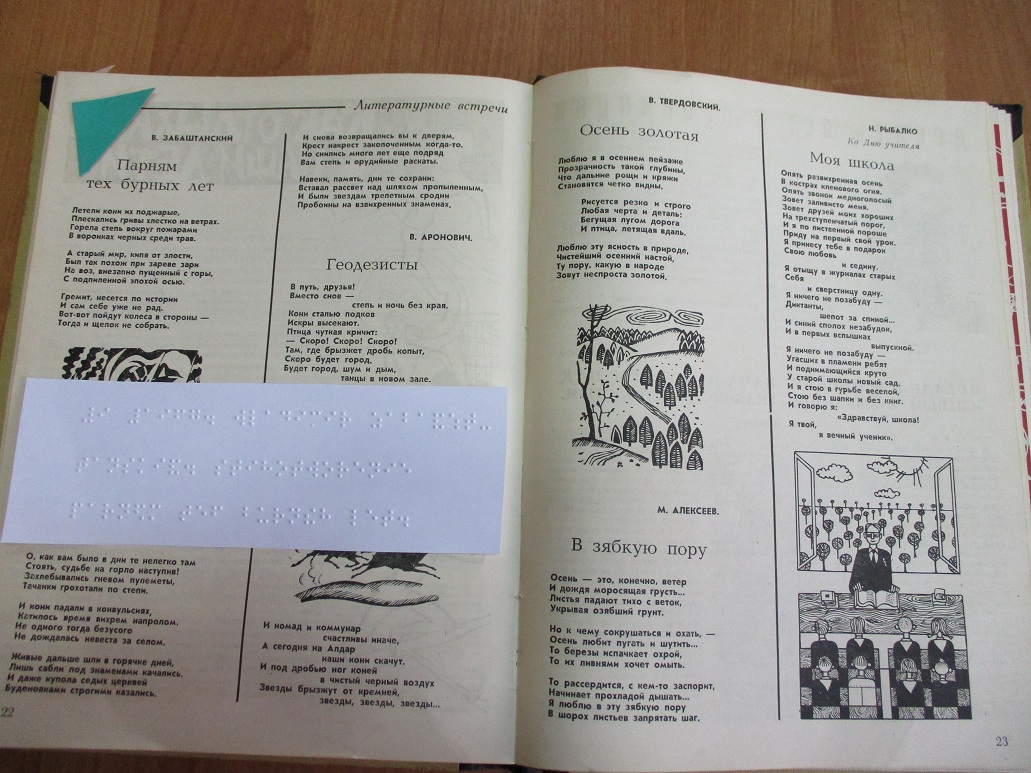 Литературные встречи
В. ЗАБАШТАНСКИЙ
Парням
тех бурных лет
Летели кони их поджарые,
Плескались гривы хлестко на ветрах.
Горела степь вокруг пожарами
В воронках черных среди трав.
А старый мир, кипя от злости,
Был так похож при зареве зари
На воз, внезапно пущенный с горы,
С подпиленной эпохой осью.
Гремит, несется по истории
И сам себе уже не рад.
Вот-вот пойдут колеса в стороны —
Тогда и щепок не собрать.
О, как вам было в дни те нелегко там
Стоять, судьбе на горло наступив!
Захлебывались гневом пулеметы,
Тачанки грохотали по степи.
И кони падали в конвульсиях,
Катилось время вихрем напролом.
Не одного тогда безусого
Не дождалась невеста за селом.
Живые дальше шли в горячке дней,
Лишь сабли под знаменами качались.
И даже купола седых церквей
Буденовками строгими казались.
22
И снова возвращались вы к дверям,
Крест накрест заколоченным когда-то.
Но снились много лет еще подряд
Вам степь и орудийные раскаты.
Навеки, память, дни те сохрани:
Вставал рассвет над шляхом пропыленным,
И были звездам трепетным сродни
Пробоины на взвихренных знаменах.
В. АРОНОВИЧ.
Геодезисты
В путь, друзья!
Вместо снов —
степь и ночь без края.
Кони сталью подков
Искры высекают.
Птица чуткая кричит:
— Скоро! Скоро! Скоро!
Там, где брызжет дробь копыт,
Скоро будет город.
Будет город, шум и дым,
танцы в новом зале.
И номад и коммунар
счастливы иначе,
А сегодня на Алдар
наши кони скачут.
И под дробью ног коней
в чистый черный воздух
Звезды брызжут от кремней,
звезды, звезды, звезды...
В. ТВЕРДОВСКИЙ.
Осень золотая
Люблю я в осеннем пейзаже
Прозрачность такой глубины,
Что дальние рощи и кряжи
Становятся четко видны.
Рисуется резко и строго
Любая черта и деталь:
Бегущая лугом дорога
И птица, летящая вдаль.
Люблю эту ясность в природе,
Чистейший осенний настой,
Ту пору, какую в народе
Зовут неспроста золотой.
М. АЛЕКСЕЕВ.
В зябкую пору
Осень — это, конечно, ветер
И дождя моросящая грусть...
Листья падают тихо с веток,
Укрывая озябший грунт.
Но к чему сокрушаться и охать, —
Осень любит пугать и шутить...
То березы испачкает охрой,
То их ливнями хочет омыть.
То рассердится, с кем-то заспорит,
Начинает прохладой дышать...
Я люблю в эту зябкую пору
В шорох листьев запрятать шаг.
Н. РЫБАЛКО
Ко Дню учителя
Моя школа
Опять развихренная осень
В кострах кленового огня.
Опять звонок медноголосый
Зовет заливисто меня.
Зовет друзей моих хороших
На трехступенчатый порог,
И я по лиственной пороше
Приду на первый свой урок.
Я принесу тебе в подарок
Свою любовь
и седину.
Я отыщу в журналах старых
Себя
и сверстницу одну.
Я ничего не позабуду —
Диктанты,
шепот за спиной...
И синий сполох незабудок,
И в первых вспышках
выпускной.
Я ничего не позабуду —
Угасших в пламени ребят
И поднимающийся круто
У старой школы новый сад.
И я стою в гурьбе веселой,
Стою без шапки и без книг.
И говорю я:
«Здравствуй, школа!
Я твой,
я вечный ученик».
23